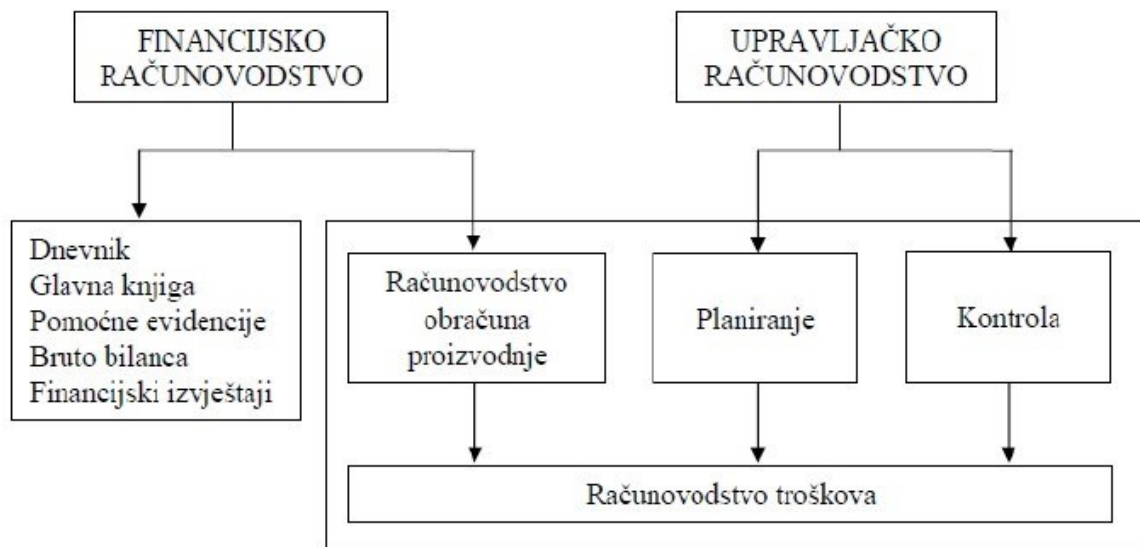 FINANCIJSKO
RAČUNOVODSTVO
UPRAVLJAČKO
RAČUNOVODSTVO
Dnevnik
Glavna knjiga
Pomoćne evidencije
Bruto bilanca
Financijski izvještaji
Računovodstvo
obračuna
proizvodnje
Planiranje
Kontrola
Računovodstvo troškova